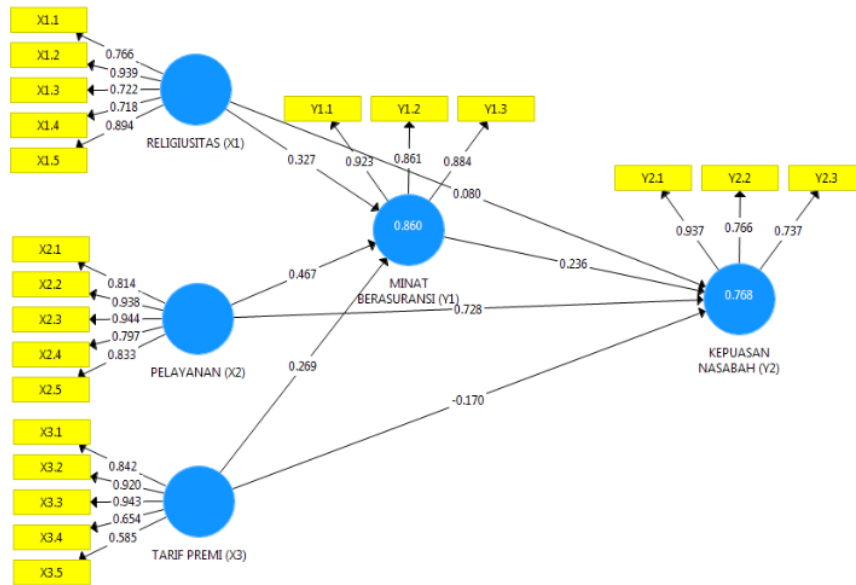 X1.1
X1.2
X1.3
X1.4
X1.5
0.766
0.939
0.722
0.718
0.894
RELIGIUSITAS (X1)
Y1.1
Y1.2
Y1.3
0.923
0.861
0.884
0.327
0.080
0.860
MINAT
BERASURANSI (Y1)
Y2.1
Y2.2
Y2.3
0.937
0.766
0.737
0.236
0.768
KEPUASAN
NASABAH (Y2)
X2.1
X2.2
X2.3
X2.4
X2.5
0.814
0.938
0.944
0.797
0.833
0.467
0.728
PELAYANAN (X2)
0.269
-0.170
X3.1
X3.2
X3.3
X3.4
X3.5
0.842
0.920
0.943
0.654
0.585
TARIF PREMI (X3)